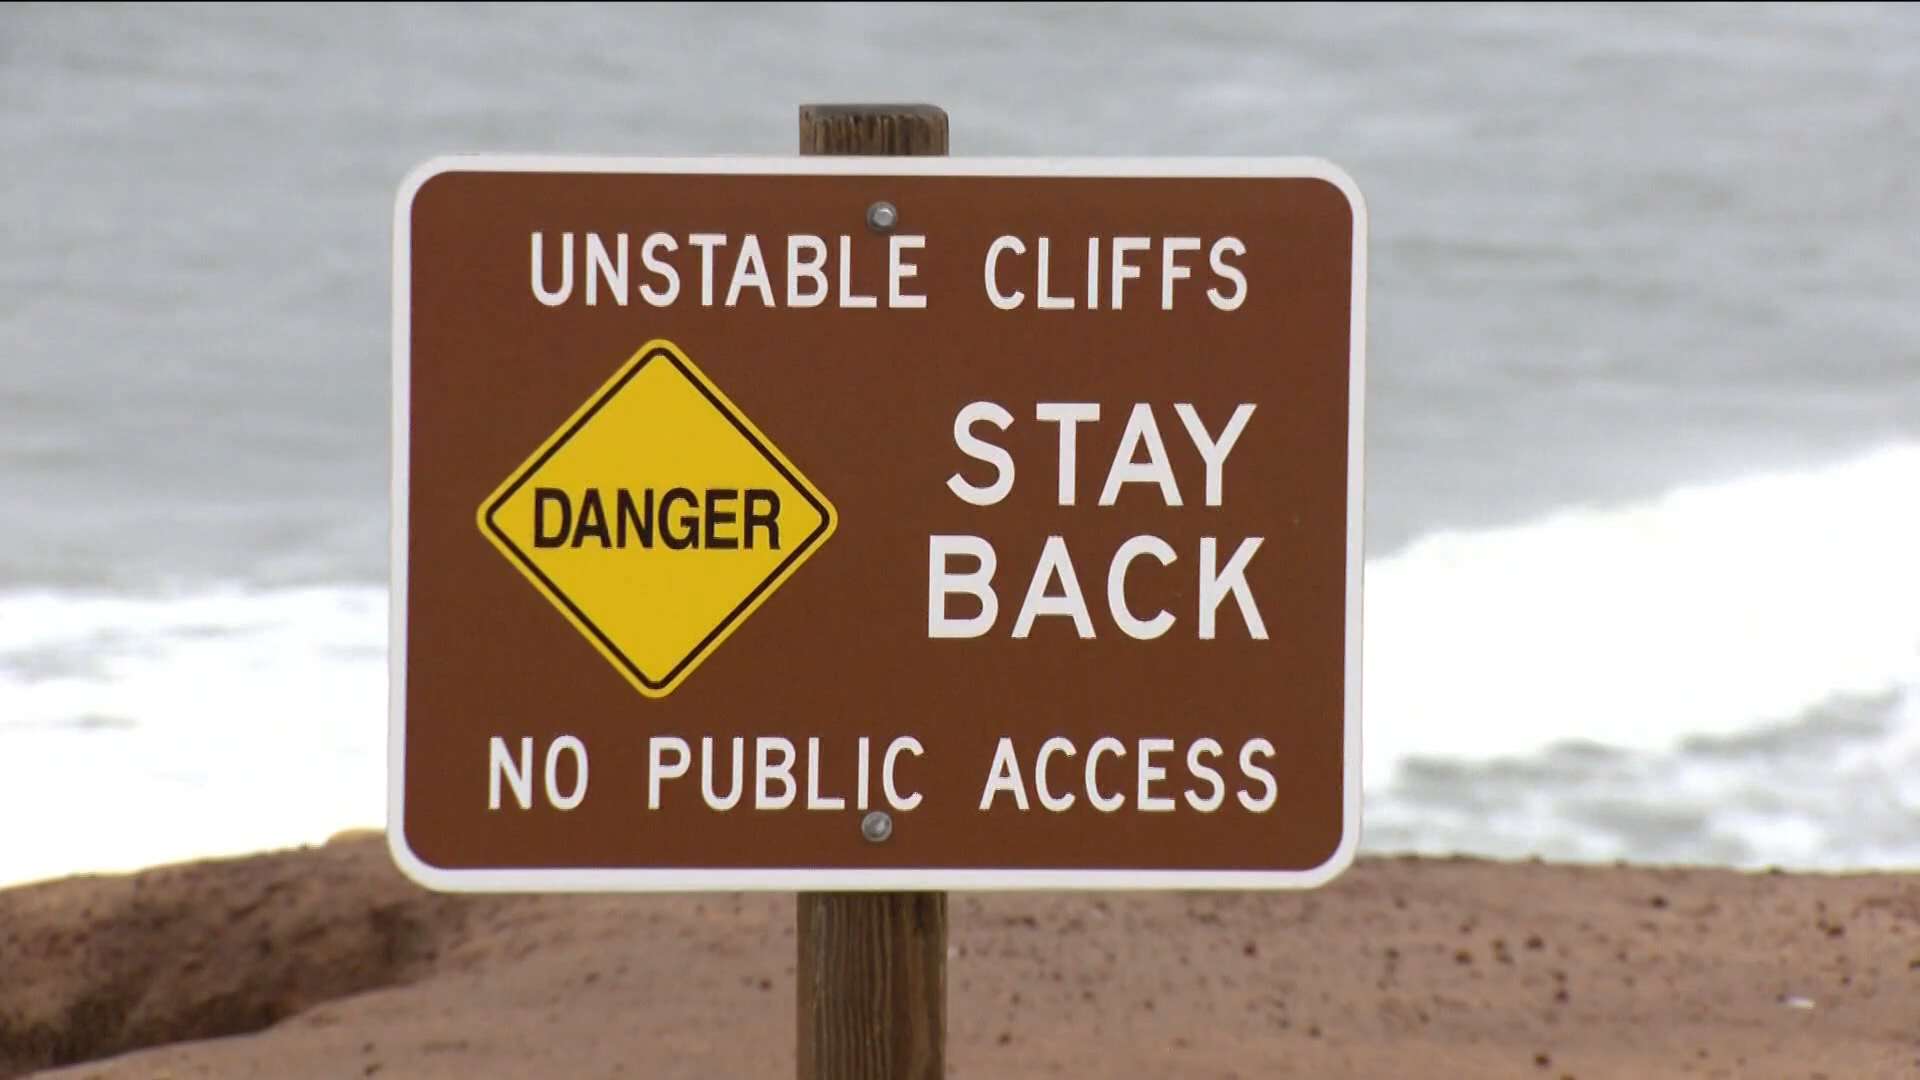 UNSTABLE CLIFFS
DANGER
STAY
BACK
NO PUBLIC ACCESS